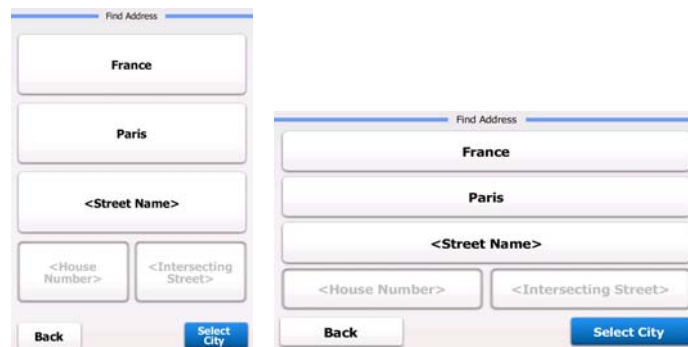 Find Address
France
Paris
<Street Name>
<House
Number>
<Intersecting
Street>
Back
Select
City
Find Address
France
Paris
<Street Name>
<House Number>
<Intersecting Street>
Back
Select City